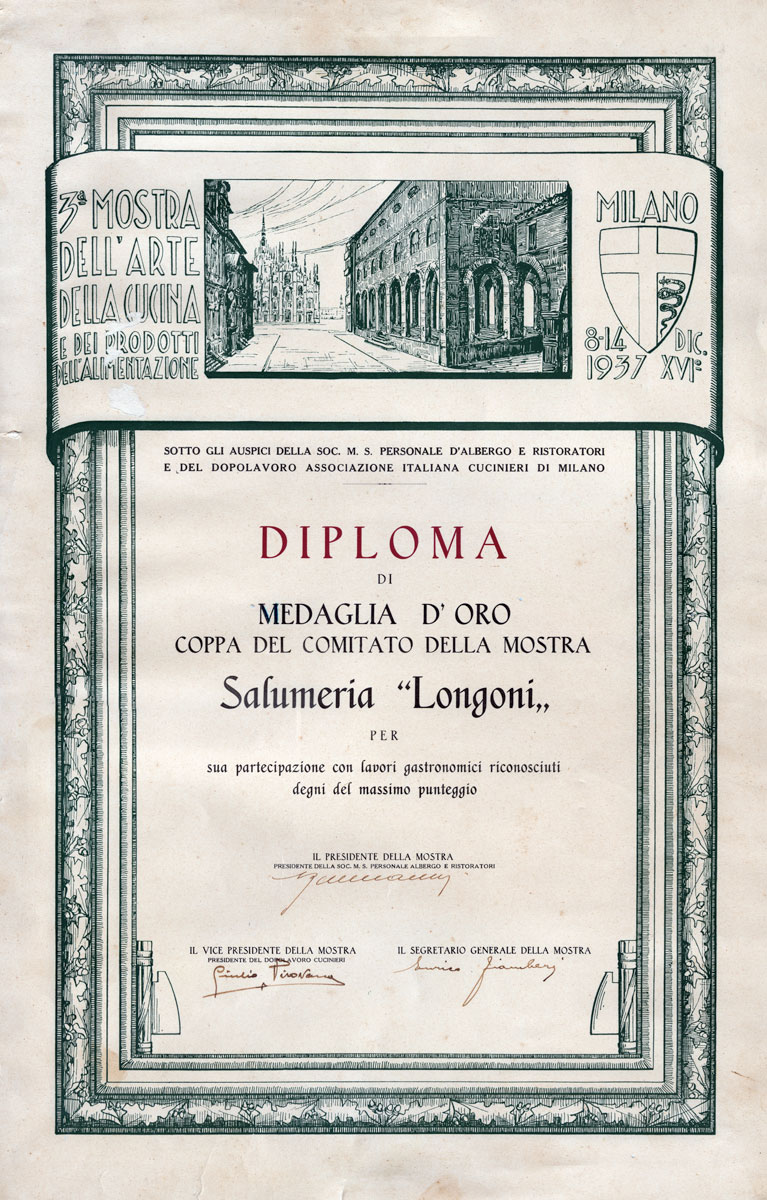 3ª MOSTRA
DELL'ARTE
DELLA CUCINA
E DEI PRODOTTI
DELL'ALIMENTAZIONE
MILANO
8-14 DIC.
1937 XVIº
SOTTO GLI AUSPICI DELLA SOC. M. S. PERSONALE D'ALBERGO E RISTORATORI
E DEL DOPOLAVORO ASSOCIAZIONE ITALIANA CUCINIERI DI MILANO
DIPLOMA
DI
MEDAGLIA D'ORO
COPPA DEL COMITATO DELLA MOSTRA
Salumeria “Longoni„
PER
sua partecipazione con lavori gastronomici riconosciuti
degni del massimo punteggio
IL PRESIDENTE DELLA MOSTRA
PRESIDENTE DELLA SOC. M. S. PERSONALE ALBERGO E RISTORATORI
IL VICE PRESIDENTE DELLA MOSTRA
PRESIDENTE DEL DOPOLAVORO CUCINIERI
Giulio Pirovano
IL SEGRETARIO GENERALE DELLA MOSTRA
Enrico